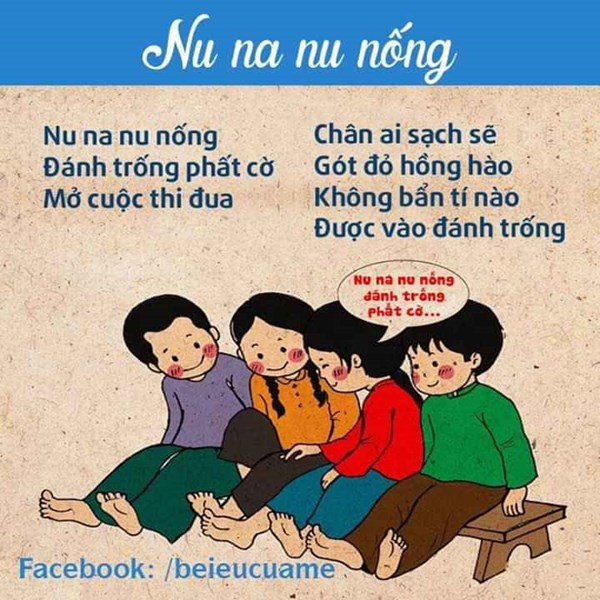 Nu na nu nống
Nu na nu nống
Đánh trống phất cờ
Mở cuộc thi đua
Chân ai sạch sẽ
Gót đỏ hồng hào
Không bẩn tí nào
Được vào đánh trống
Nu na nu nống
đánh trống
phất cờ...
Facebook: /beieucuame